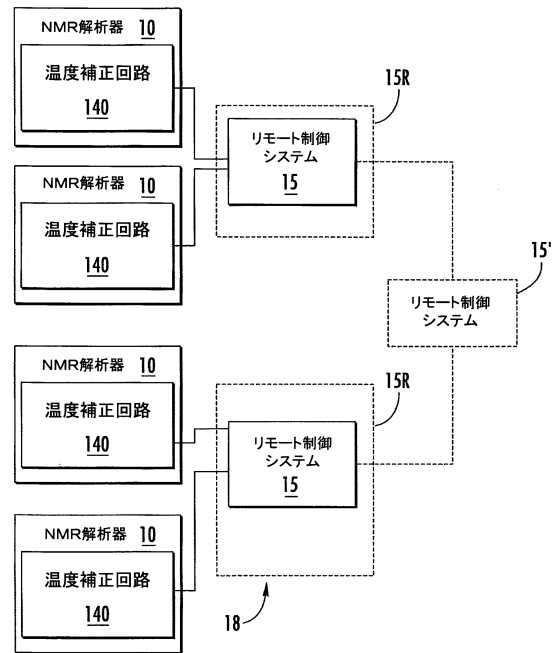 NMR解析器 10
温度補正回路
140
NMR解析器 10
温度補正回路
140
15R
リモート制御
システム
15
15'
リモート制御
システム
NMR解析器 10
温度補正回路
140
NMR解析器 10
温度補正回路
140
15R
リモート制御
システム
15
18